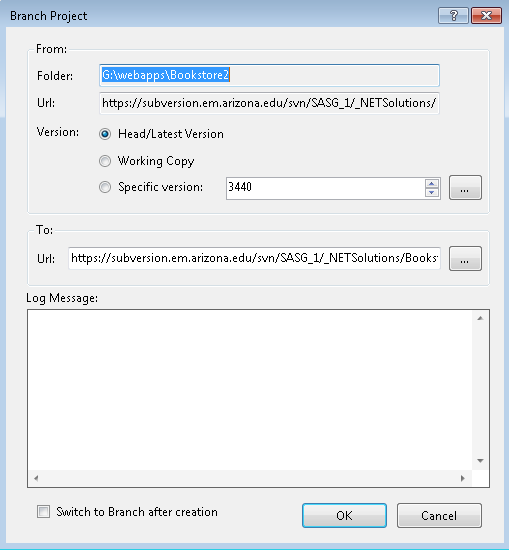 Branch Project
From:
Folder: G:\webapps\Bookstore2
Url: https://subversion.em.arizona.edu/svn/SASG_1/_NETSolutions/
Version: Head/Latest Version
Working Copy
Specific version: 3440 ...
To:
Url: https://subversion.em.arizona.edu/svn/SASG_1/_NETSolutions/Books ...
Log Message:
Switch to Branch after creation OK Cancel